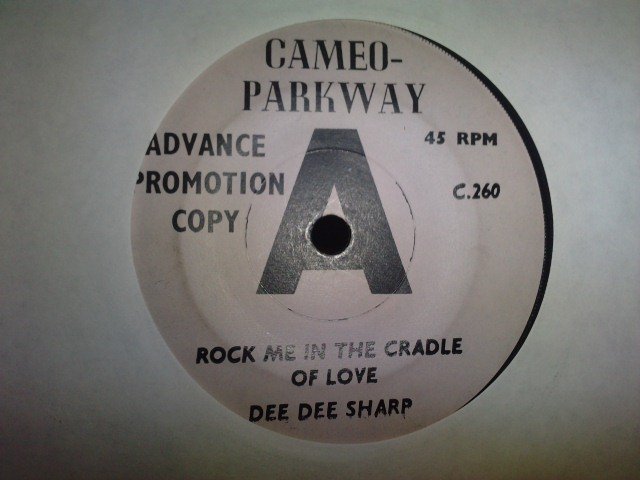 CAMEO-
PARKWAY
ADVANCE
PROMOTION
COPY
A
45 RPM
C.260
ROCK ME IN THE CRADLE
OF LOVE
DEE DEE SHARP